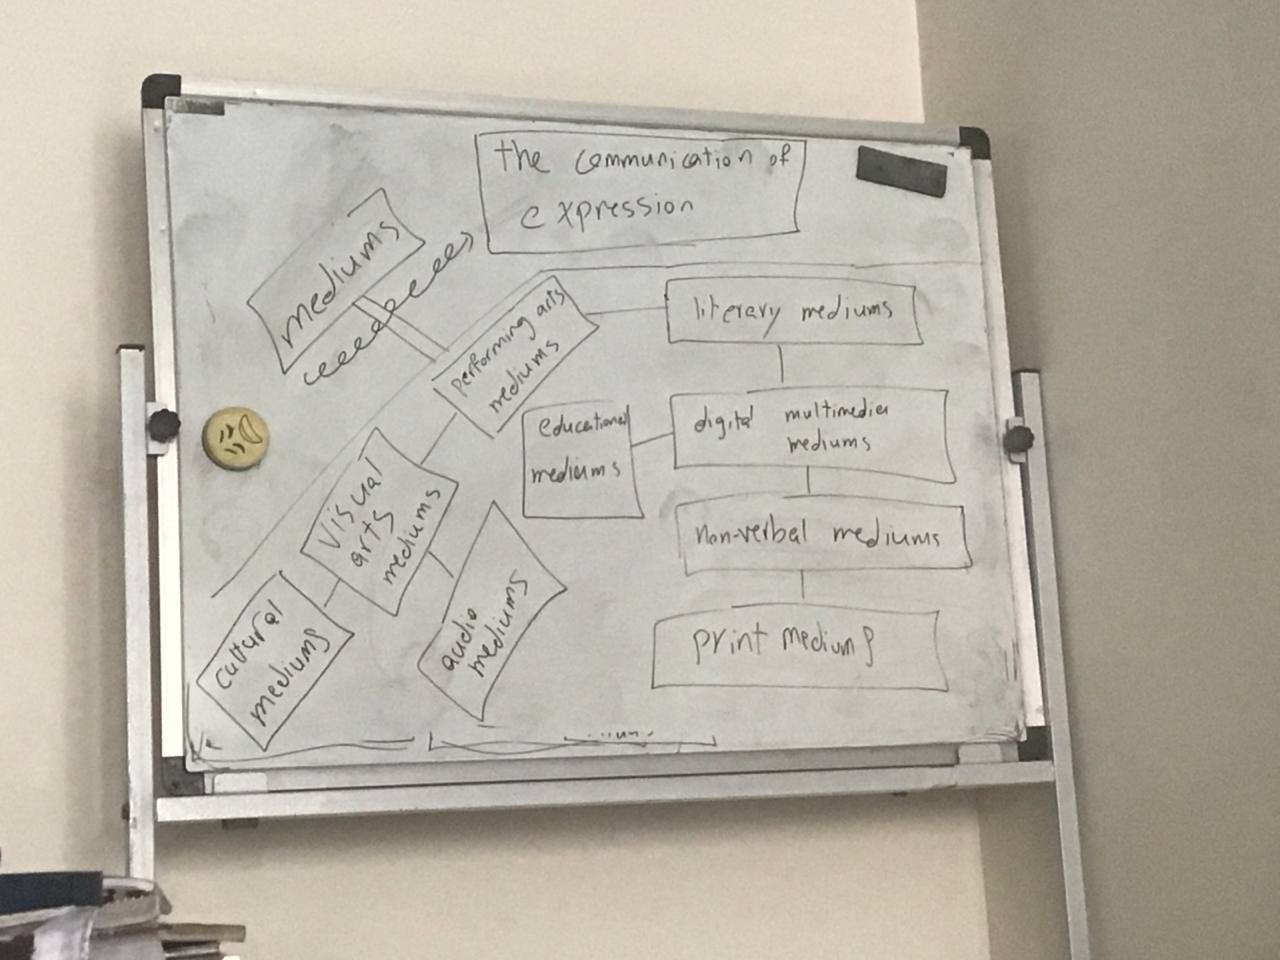 the communication of
expression
mediums
performing arts
mediums
literary mediums
educational
mediums
digital multimedia
mediums
visual
arts
mediums
non-verbal mediums
cultural
mediums
audio
mediums
print mediums